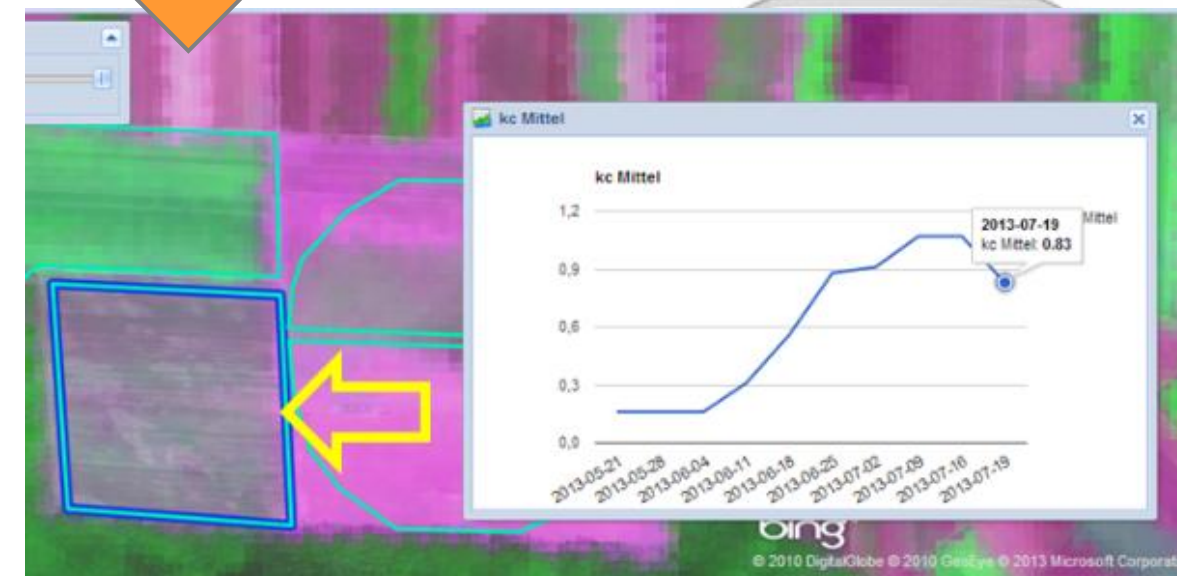 kc Mittel
kc Mittel
1,2
0,9
0,6
0,3
0,0
2013-07-19
kc Mittel: 0.83
Mittel
2013-05-21
2013-05-28
2013-06-04
2013-06-11
2013-06-18
2013-06-25
2013-07-02
2013-07-09
2013-07-16
2013-07-19
bing
© 2010 DigitalGlobe © 2010 GeoEye © 2013 Microsoft Corporat